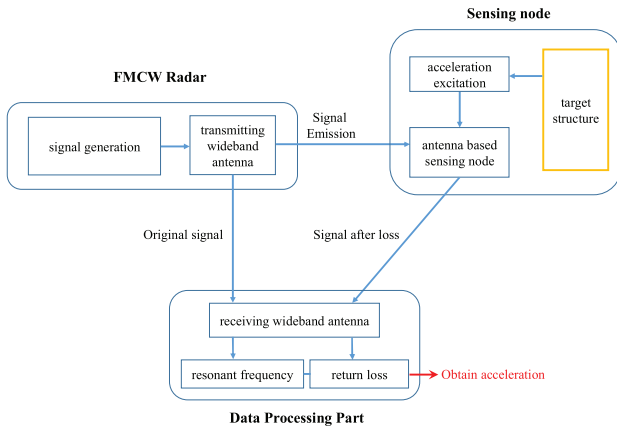 Sensing node
FMCW Radar
acceleration
excitation
target
structure
signal generation
transmitting
wideband
antenna
Signal
Emission
antenna based
sensing node
Original signal
Signal after loss
receiving wideband antenna
resonant frequency
return loss
Obtain acceleration
Data Processing Part